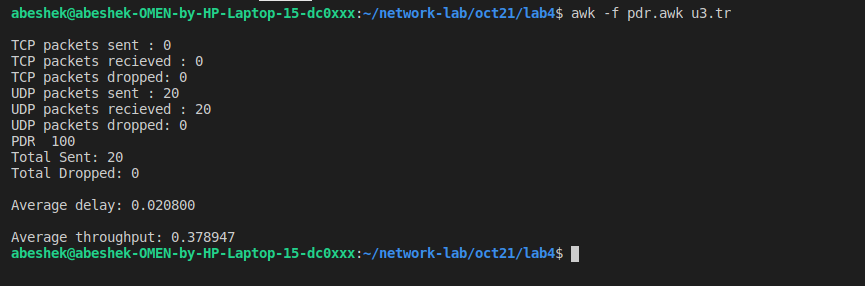 abeshek@abeshek-OMEN-by-HP-Laptop-15-dc0xxx:~/network-lab/oct21/lab4$ awk -f pdr.awk u3.tr
TCP packets sent : 0
TCP packets recieved : 0
TCP packets dropped: 0
UDP packets sent : 20
UDP packets recieved : 20
UDP packets dropped: 0
PDR  100
Total Sent: 20
Total Dropped: 0
Average delay: 0.020800
Average throughput: 0.378947
abeshek@abeshek-OMEN-by-HP-Laptop-15-dc0xxx:~/network-lab/oct21/lab4$